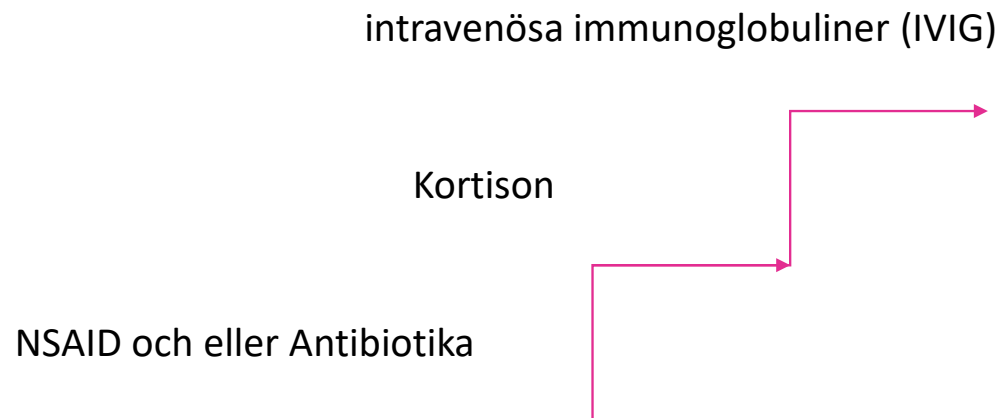 intravenösa immunoglobuliner (IVIG)
Kortison
NSAID och eller Antibiotika